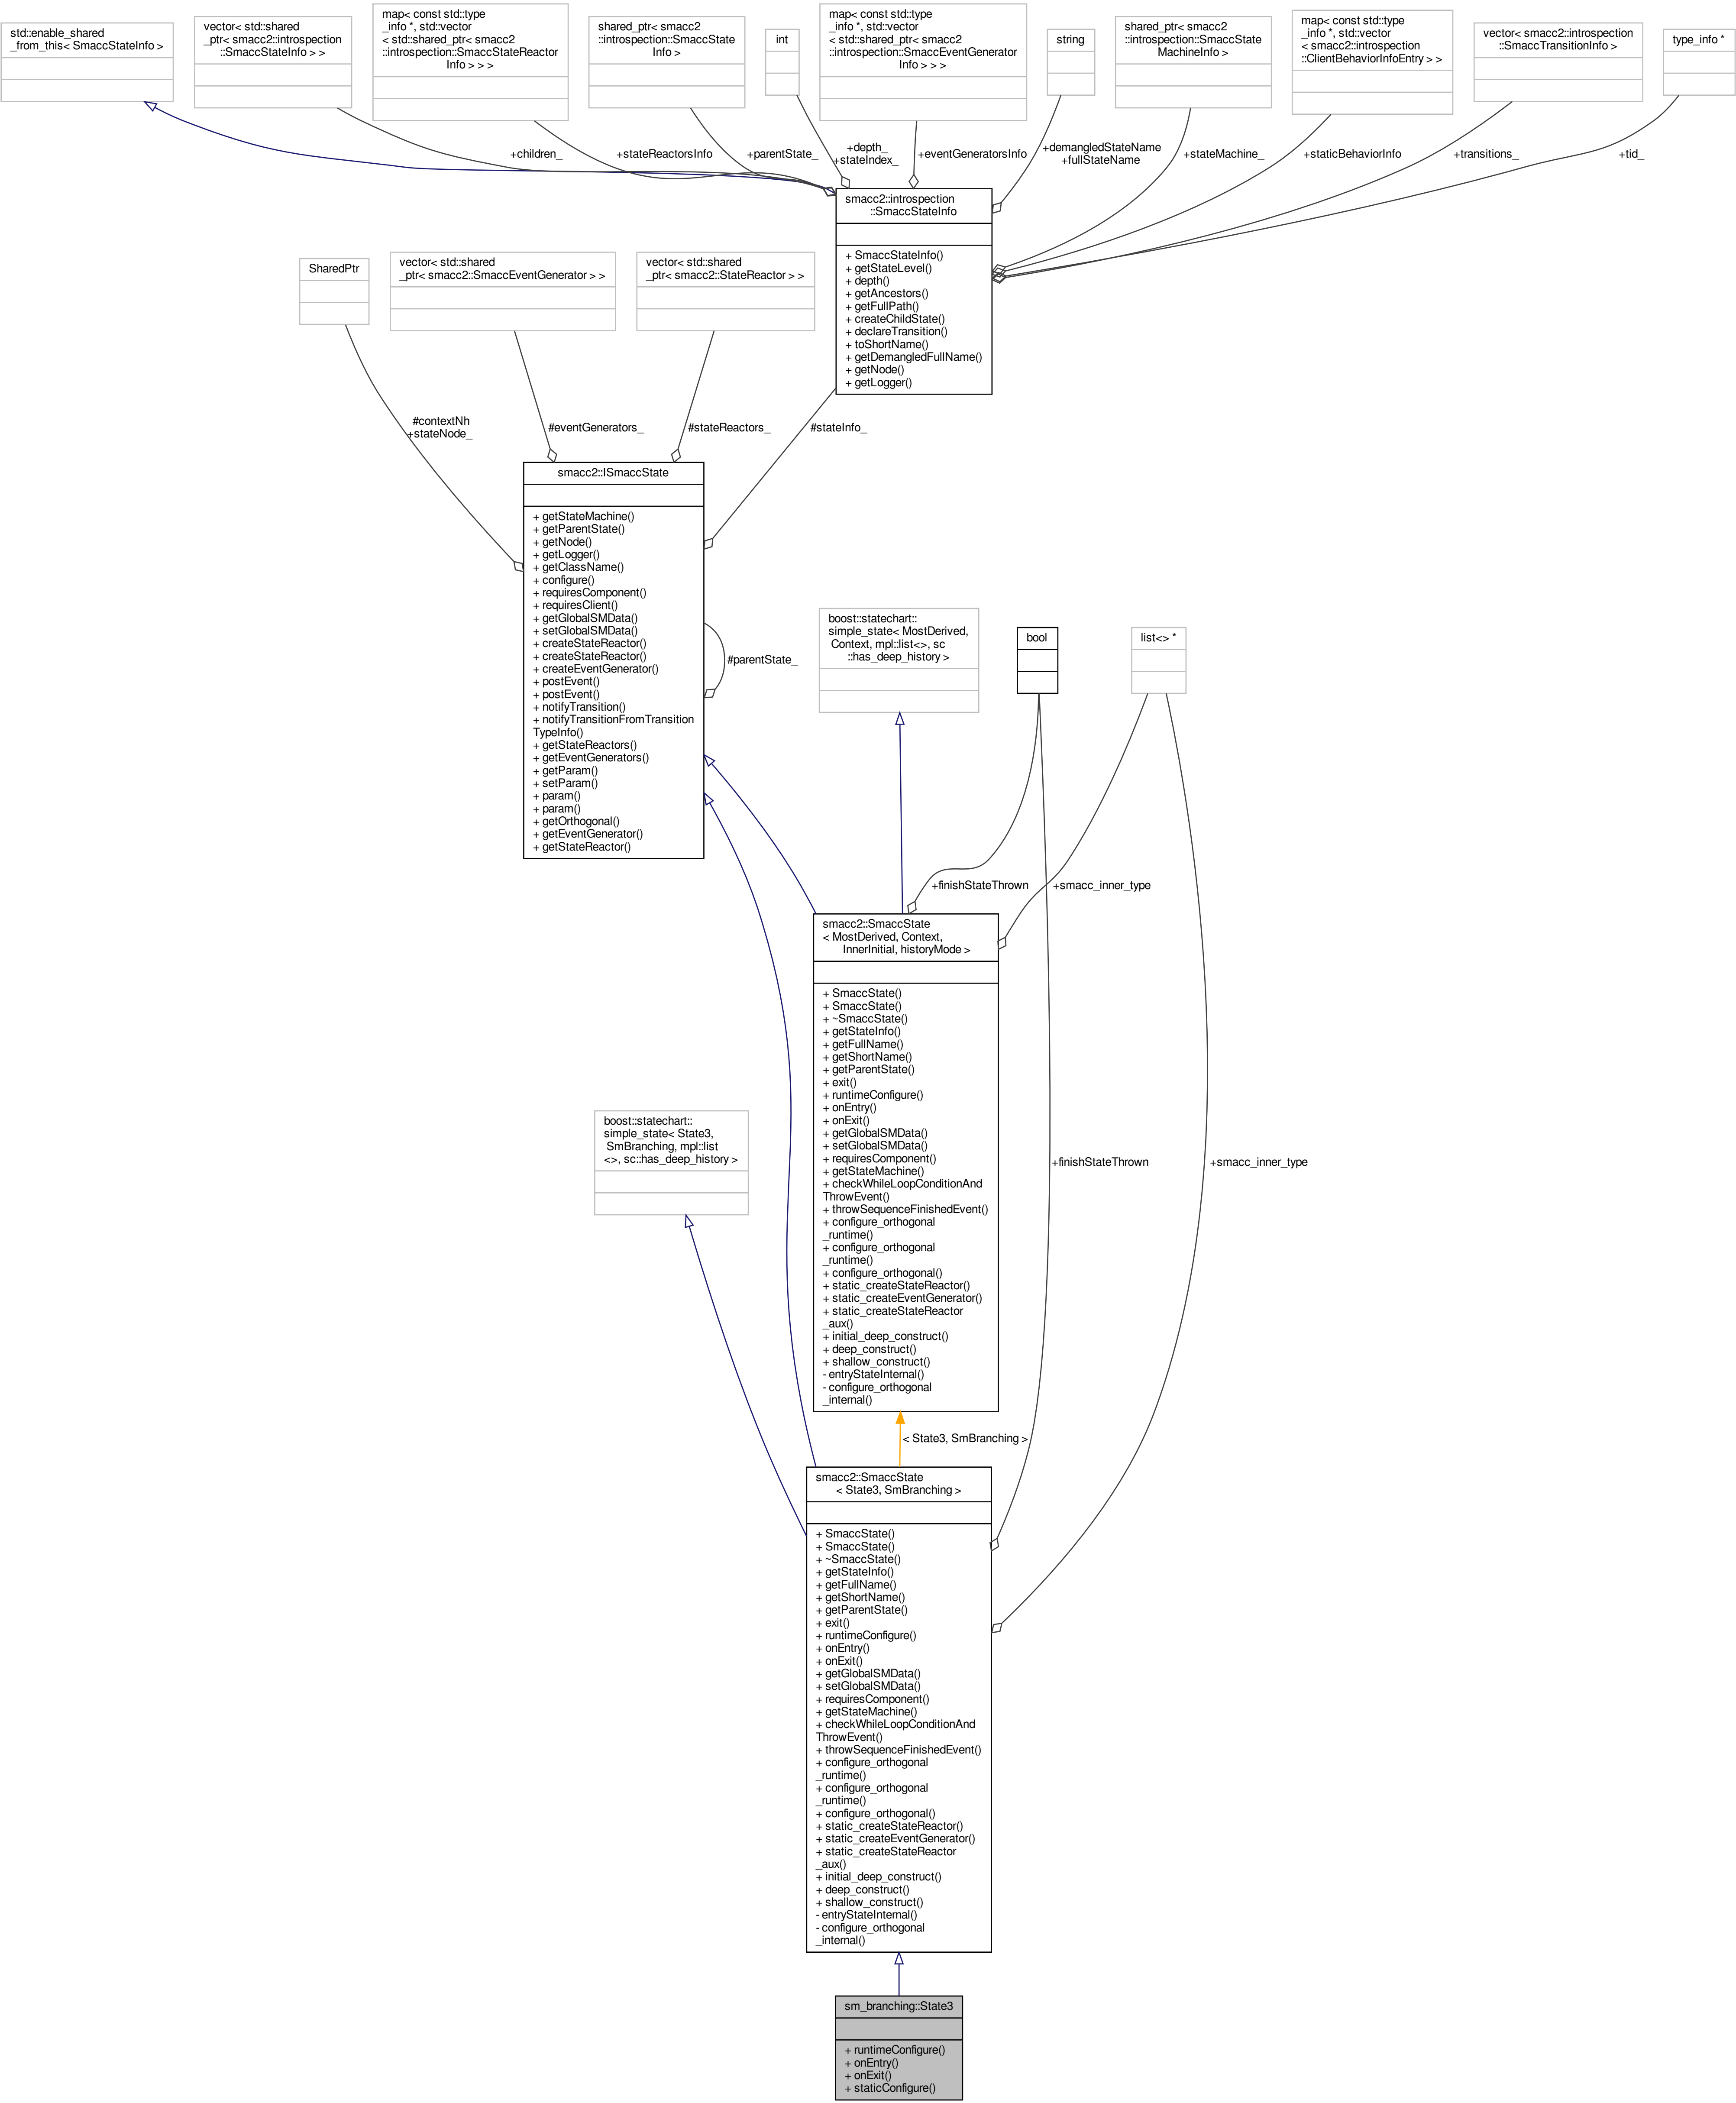 std::enable_shared
_from_this< SmaccStateInfo >
vector< std::shared
_ptr< smacc2::introspection
::SmaccStateInfo > >
map< const std::type
_info *, std::vector
< std::shared_ptr< smacc2
::introspection::SmaccStateReactor
Info > > >
shared_ptr< smacc2
::introspection::SmaccState
Info >
int
map< const std::type
_info *, std::vector
< std::shared_ptr< smacc2
::introspection::SmaccEventGenerator
Info > > >
string
shared_ptr< smacc2
::introspection::SmaccState
MachineInfo >
map< const std::type
_info *, std::vector
< smacc2::introspection
::ClientBehaviorInfoEntry > >
vector< smacc2::introspection
::SmaccTransitionInfo >
type_info *
+children_
+stateReactorsInfo
+parentState_
+depth_
+stateIndex_
+eventGeneratorsInfo
+demangledStateName
+fullStateName
+stateMachine_
+staticBehaviorInfo
+transitions_
+tid_
smacc2::introspection
::SmaccStateInfo
+ SmaccStateInfo()
+ getStateLevel()
+ depth()
+ getAncestors()
+ getFullPath()
+ createChildState()
+ declareTransition()
+ toShortName()
+ getDemangledFullName()
+ getNode()
+ getLogger()
SharedPtr
vector< std::shared
_ptr< smacc2::SmaccEventGenerator > >
vector< std::shared
_ptr< smacc2::StateReactor > >
#contextNh
+stateNode_
#eventGenerators_
#stateReactors_
#stateInfo_
smacc2::ISmaccState
+ getStateMachine()
+ getParentState()
+ getNode()
+ getLogger()
+ getClassName()
+ configure()
+ requiresComponent()
+ requiresClient()
+ getGlobalSMData()
+ setGlobalSMData()
+ createStateReactor()
+ createStateReactor()
+ createEventGenerator()
+ postEvent()
+ postEvent()
+ notifyTransition()
+ notifyTransitionFromTransition
TypeInfo()
+ getStateReactors()
+ getEventGenerators()
+ getParam()
+ setParam()
+ param()
+ param()
+ getOrthogonal()
+ getEventGenerator()
+ getStateReactor()
#parentState_
boost::statechart::
simple_state< MostDerived,
Context, mpl::list<>, sc
::has_deep_history >
bool
list<> *
+finishStateThrown
+smacc_inner_type
smacc2::SmaccState
< MostDerived, Context,
InnerInitial, historyMode >
+ SmaccState()
+ SmaccState()
+ ~SmaccState()
+ getStateInfo()
+ getFullName()
+ getShortName()
+ getParentState()
+ exit()
+ runtimeConfigure()
+ onEntry()
+ onExit()
+ getGlobalSMData()
+ setGlobalSMData()
+ requiresComponent()
+ getStateMachine()
+ checkWhileLoopConditionAnd
ThrowEvent()
+ throwSequenceFinishedEvent()
+ configure_orthogonal
_runtime()
+ configure_orthogonal
_runtime()
+ configure_orthogonal()
+ static_createStateReactor()
+ static_createEventGenerator()
+ static_createStateReactor
_aux()
+ initial_deep_construct()
+ deep_construct()
+ shallow_construct()
- entryStateInternal()
- configure_orthogonal
_internal()
boost::statechart::
simple_state< State3,
SmBranching, mpl::list
<>, sc::has_deep_history >
+finishStateThrown
+smacc_inner_type
< State3, SmBranching >
smacc2::SmaccState
< State3, SmBranching >
+ SmaccState()
+ SmaccState()
+ ~SmaccState()
+ getStateInfo()
+ getFullName()
+ getShortName()
+ getParentState()
+ exit()
+ runtimeConfigure()
+ onEntry()
+ onExit()
+ getGlobalSMData()
+ setGlobalSMData()
+ requiresComponent()
+ getStateMachine()
+ checkWhileLoopConditionAnd
ThrowEvent()
+ throwSequenceFinishedEvent()
+ configure_orthogonal
_runtime()
+ configure_orthogonal
_runtime()
+ configure_orthogonal()
+ static_createStateReactor()
+ static_createEventGenerator()
+ static_createStateReactor
_aux()
+ initial_deep_construct()
+ deep_construct()
+ shallow_construct()
- entryStateInternal()
- configure_orthogonal
_internal()
sm_branching::State3
+ runtimeConfigure()
+ onEntry()
+ onExit()
+ staticConfigure()